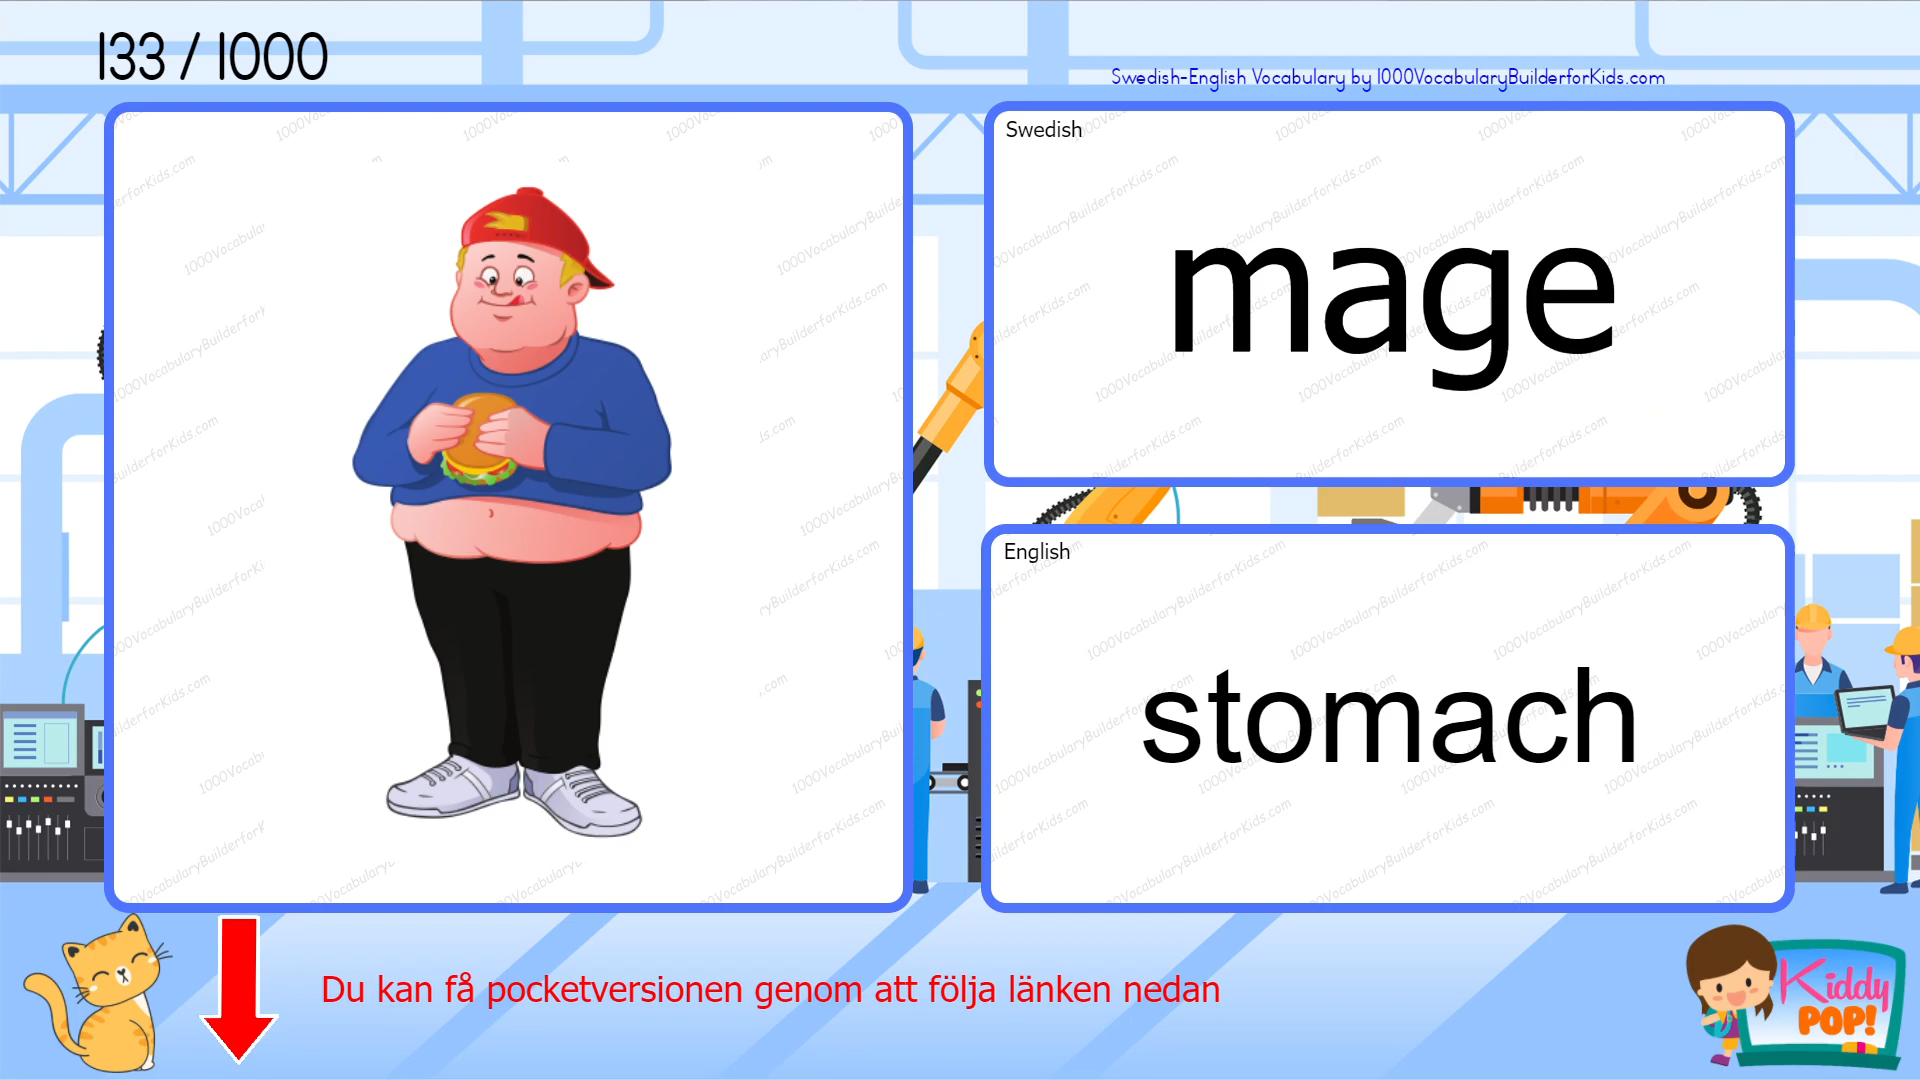 133 / 1000
Swedish-English Vocabulary by 1000VocabularyBuilderforKids.com
Swedish
mage
English
stomach
Du kan få pocketversionen genom att följa länken nedan
Kiddy
POP!